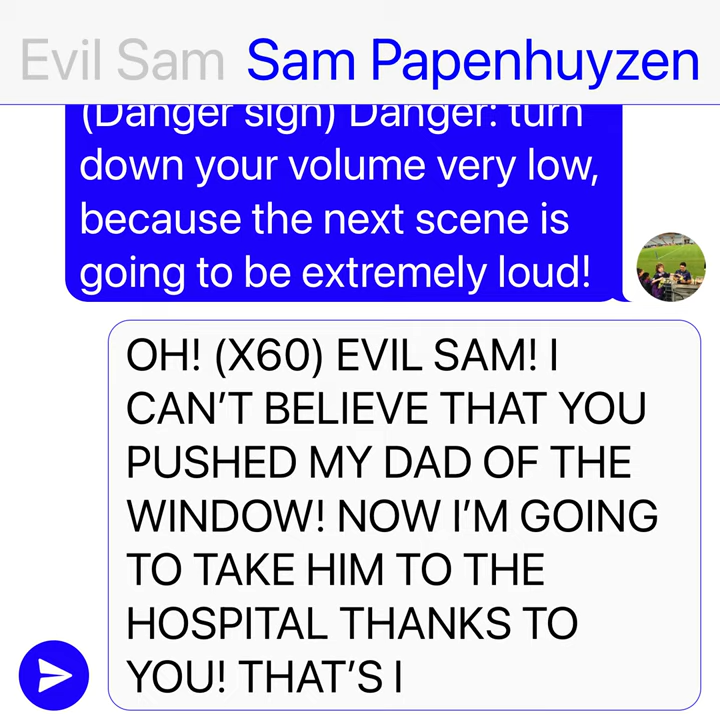 Evil Sam Sam Papenhuyzen
(Danger sign) Danger: turn
down your volume very low,
because the next scene is
going to be extremely loud!
OH! (X60) EVIL SAM! I
CAN'T BELIEVE THAT YOU
PUSHED MY DAD OF THE
WINDOW! NOW I'M GOING
TO TAKE HIM TO THE
HOSPITAL THANKS TO
YOU! THAT'S I